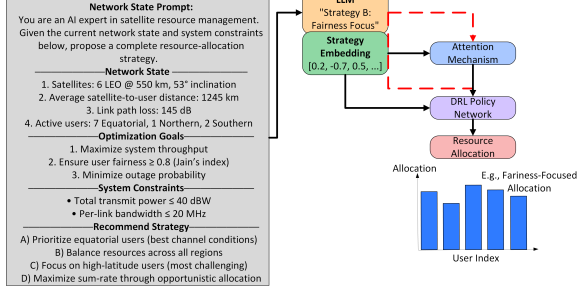 Network State Prompt:
You are an AI expert in satellite resource management.
Given the current network state and system constraints
below, propose a complete resource-allocation
strategy.
Network State
1. Satellites: 6 LEO @ 550 km, 53° inclination
2. Average satellite-to-user distance: 1245 km
3. Link path loss: 145 dB
4. Active users: 7 Equatorial, 1 Northern, 2 Southern
Optimization Goals
1. Maximize system throughput
2. Ensure user fairness ≥ 0.8 (Jain's index)
3. Minimize outage probability
System Constraints
• Total transmit power ≤ 40 dBW
• Per-link bandwidth ≤ 20 MHz
Recommend Strategy
A) Prioritize equatorial users (best channel conditions)
B) Balance resources across all regions
C) Focus on high-latitude users (most challenging)
D) Maximize sum-rate through opportunistic allocation
LLM
"Strategy B:
Fairness Focus"
Strategy
Embedding
[0.2, -0.7, 0.5, ...]
Attention
Mechanism
DRL Policy
Network
Resource
Allocation
Allocation
E.g., Fariness-Focused
Allocation
User Index